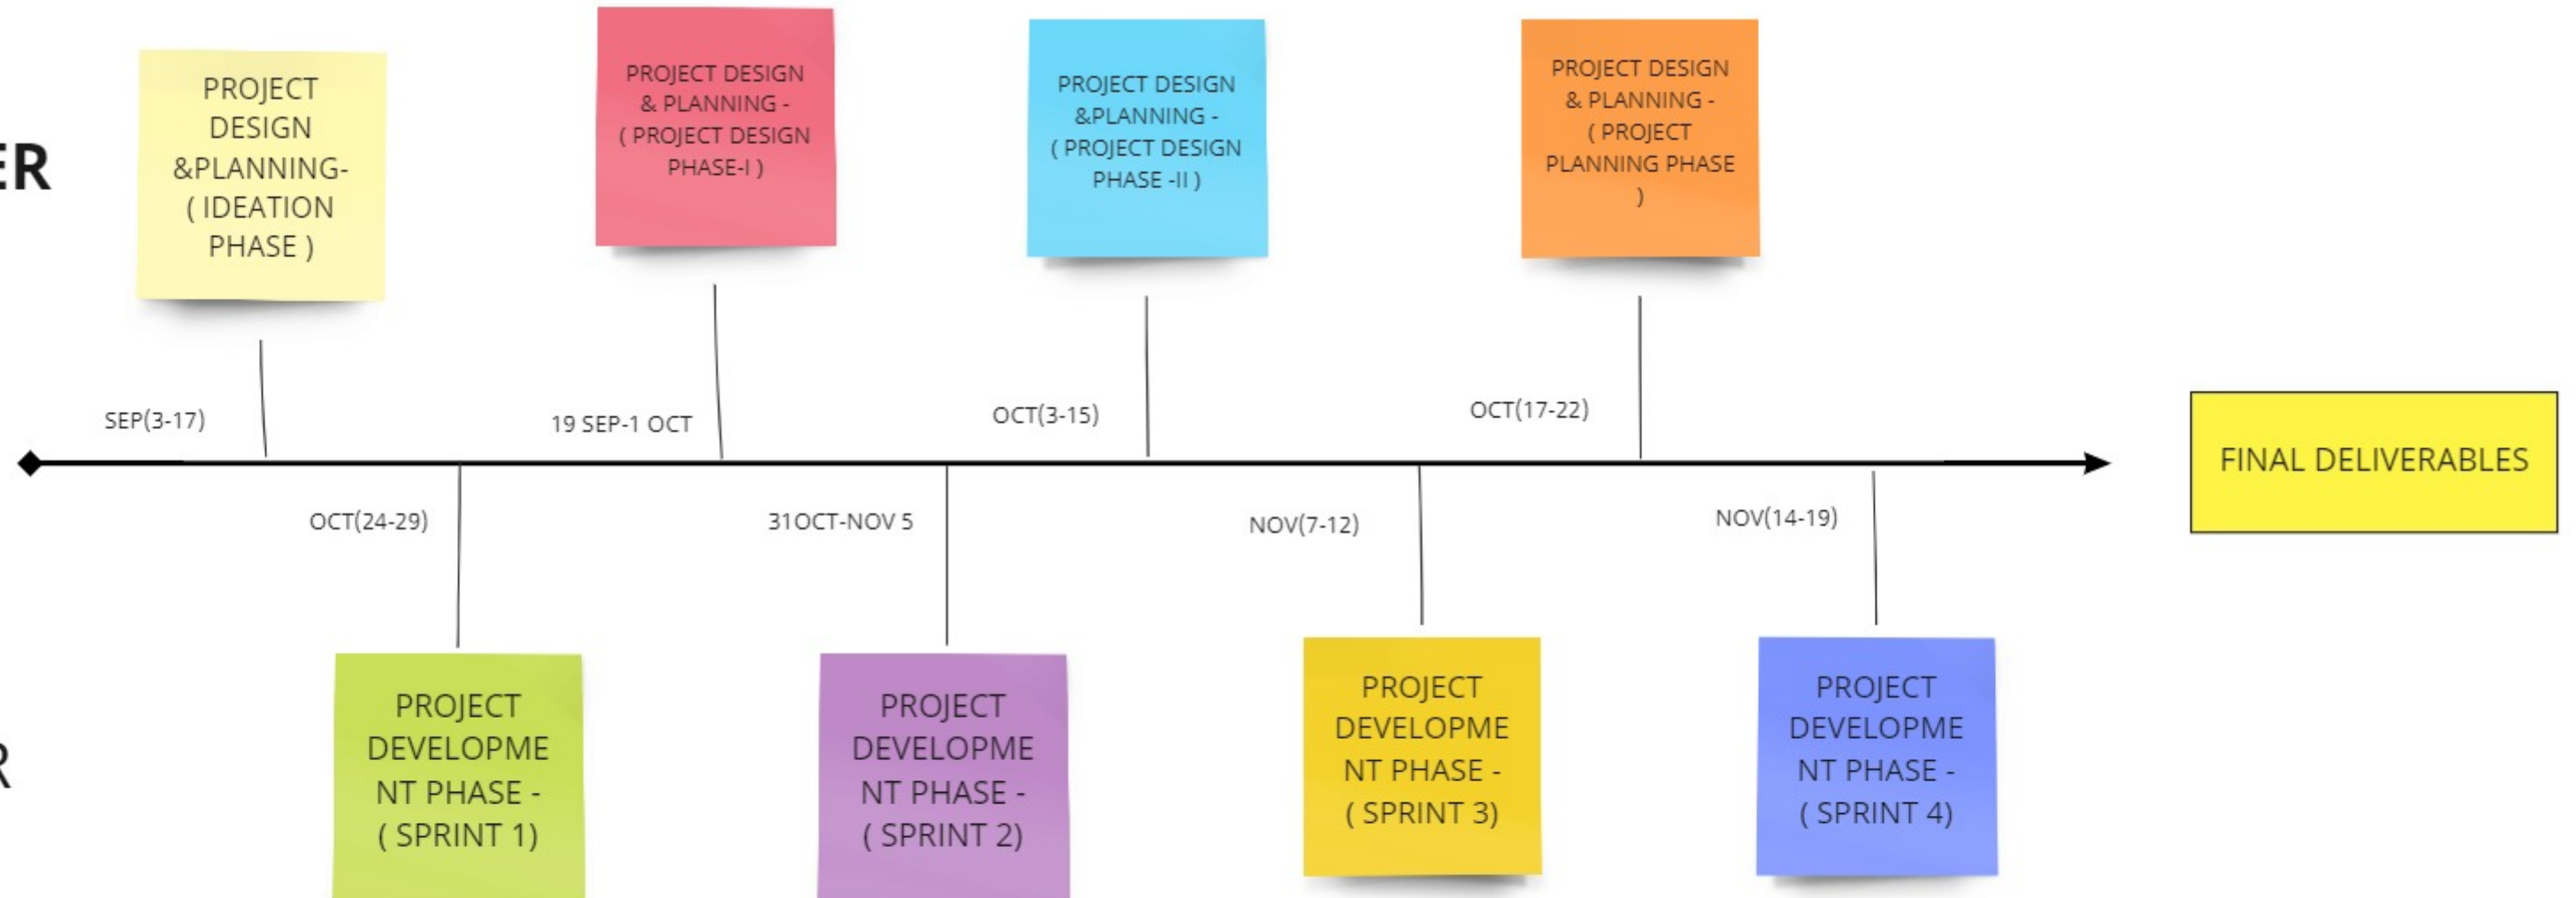 PROJECT
DESIGN
&PLANNING-
( IDEATION
PHASE )
PROJECT DESIGN
& PLANNING -
( PROJECT DESIGN
PHASE-I )
PROJECT DESIGN
&PLANNING -
( PROJECT DESIGN
PHASE -II )
PROJECT DESIGN
& PLANNING -
( PROJECT
PLANNING PHASE
)
ER
SEP(3-17)
19 SEP-1 OCT
OCT(3-15)
OCT(17-22)
FINAL DELIVERABLES
OCT(24-29)
31OCT-NOV 5
NOV(7-12)
NOV(14-19)
PROJECT
DEVELOPME
NT PHASE -
( SPRINT 1)
PROJECT
DEVELOPME
NT PHASE -
( SPRINT 2)
PROJECT
DEVELOPME
NT PHASE -
( SPRINT 3)
PROJECT
DEVELOPME
NT PHASE -
( SPRINT 4)
R